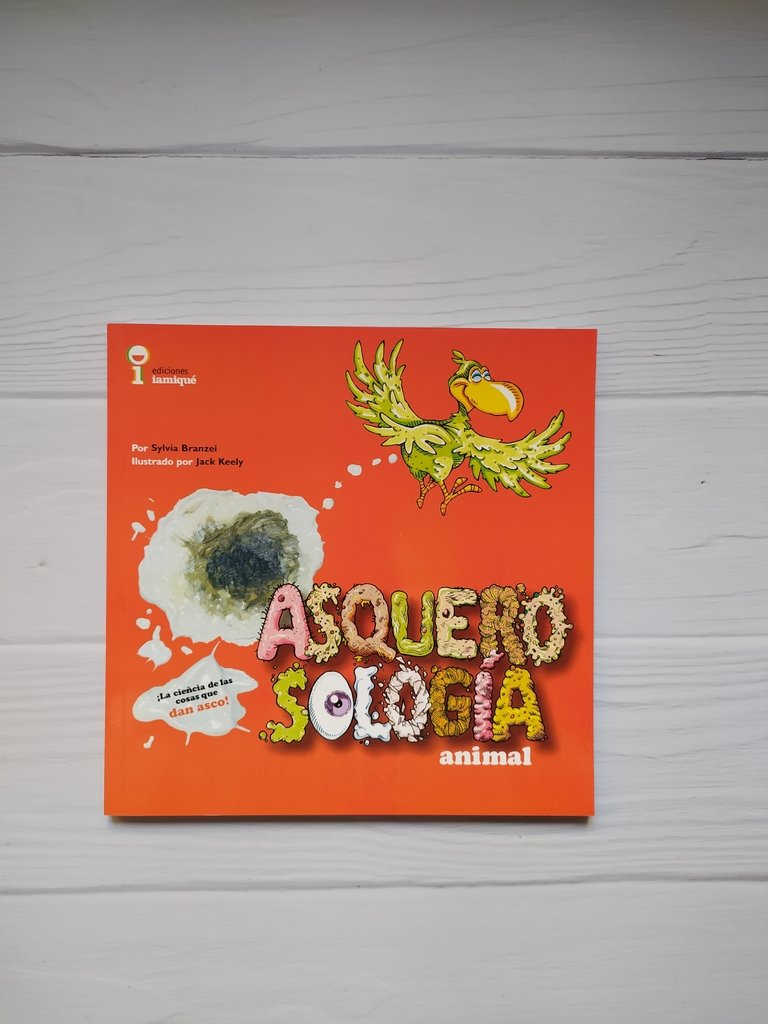 ediciones
iamiqué
Por Sylvia Branzei
Ilustrado por Jack Keely
ASQUERO
SOLOGÍA
animal
¡La ciencia de las
cosas que
dan asco!